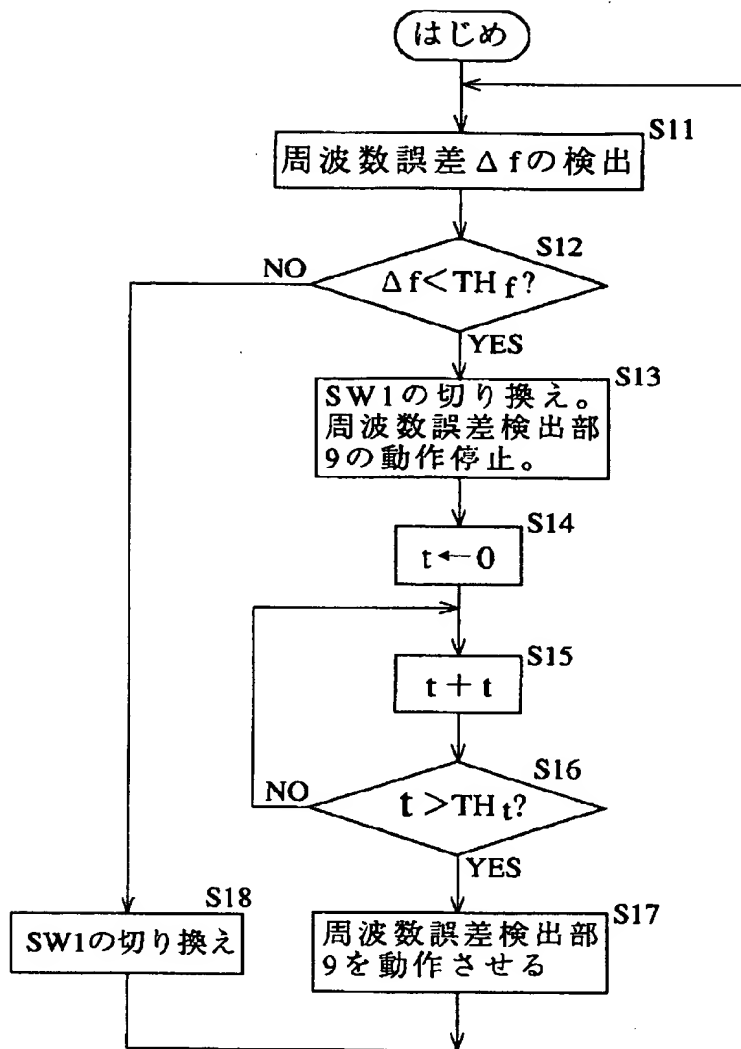 はじめ
S11
周波数誤差Δfの検出
S12
NO
Δf<THf?
YES
S13
SW1の切り換え。
周波数誤差検出部
9の動作停止。
S14
t←0
S15
t+t
S16
NO
t>THt?
YES
S18
SW1の切り換え
S17
周波数誤差検出部
9を動作させる